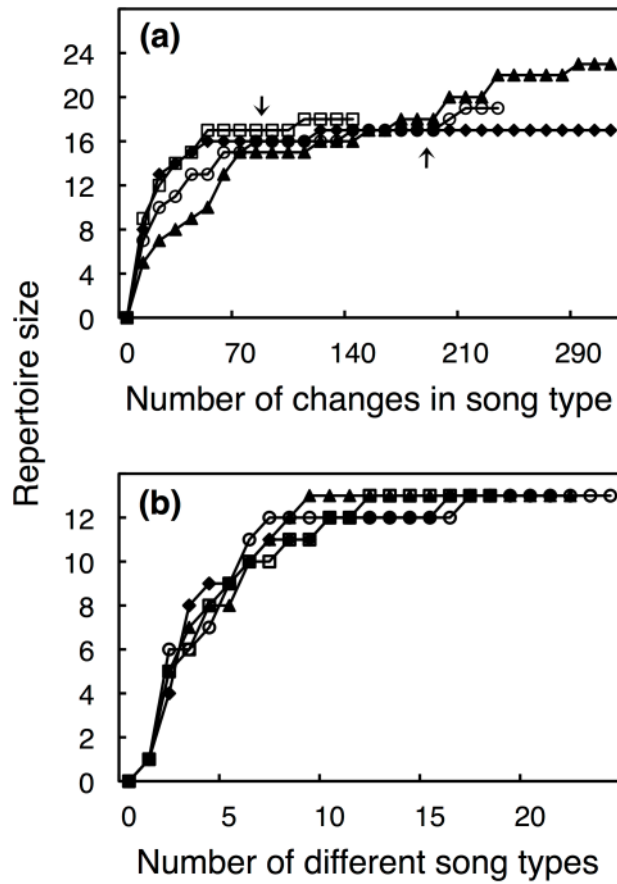 (a)
24
20
16
12
8
4
0
0 70 140 210 290
Number of changes in song type
Repertoire size
(b)
12
10
8
6
4
2
0
0 5 10 15 20
Number of different song types